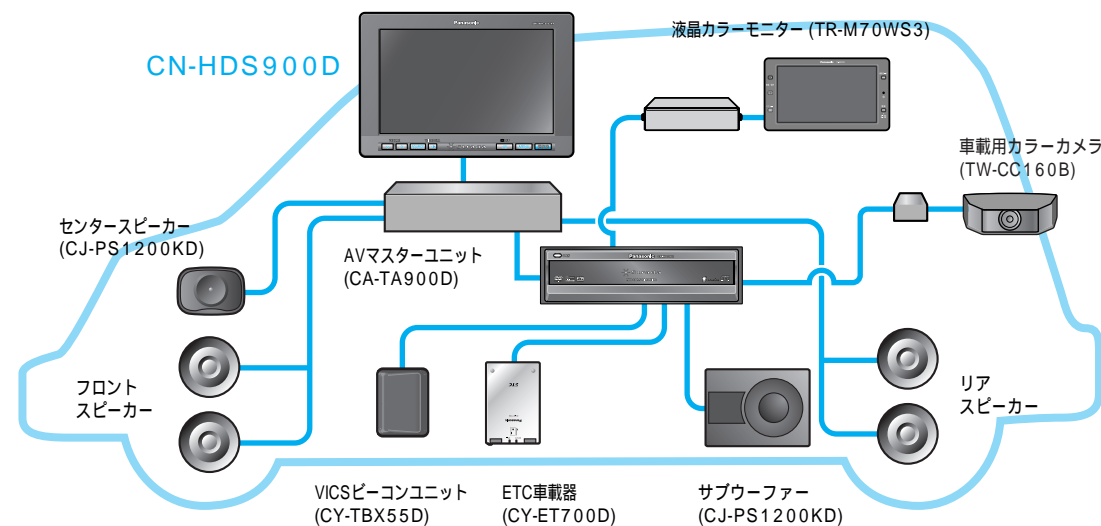 Panasonic
液晶カラーモニター (TR-M70WS3)
CN-HDS900D
Panasonic
車載用カラーカメラ
(TW-CC160B)
センタースピーカー
(CJ-PS1200KD)
AVマスターユニット
(CA-TA900D)
Panasonic
フロント
スピーカー
ETC
Panasonic
リア
スピーカー
VICSビーコンユニット
(CY-TBX55D)
ETC車載器
(CY-ET700D)
サブウーファー
(CJ-PS1200KD)